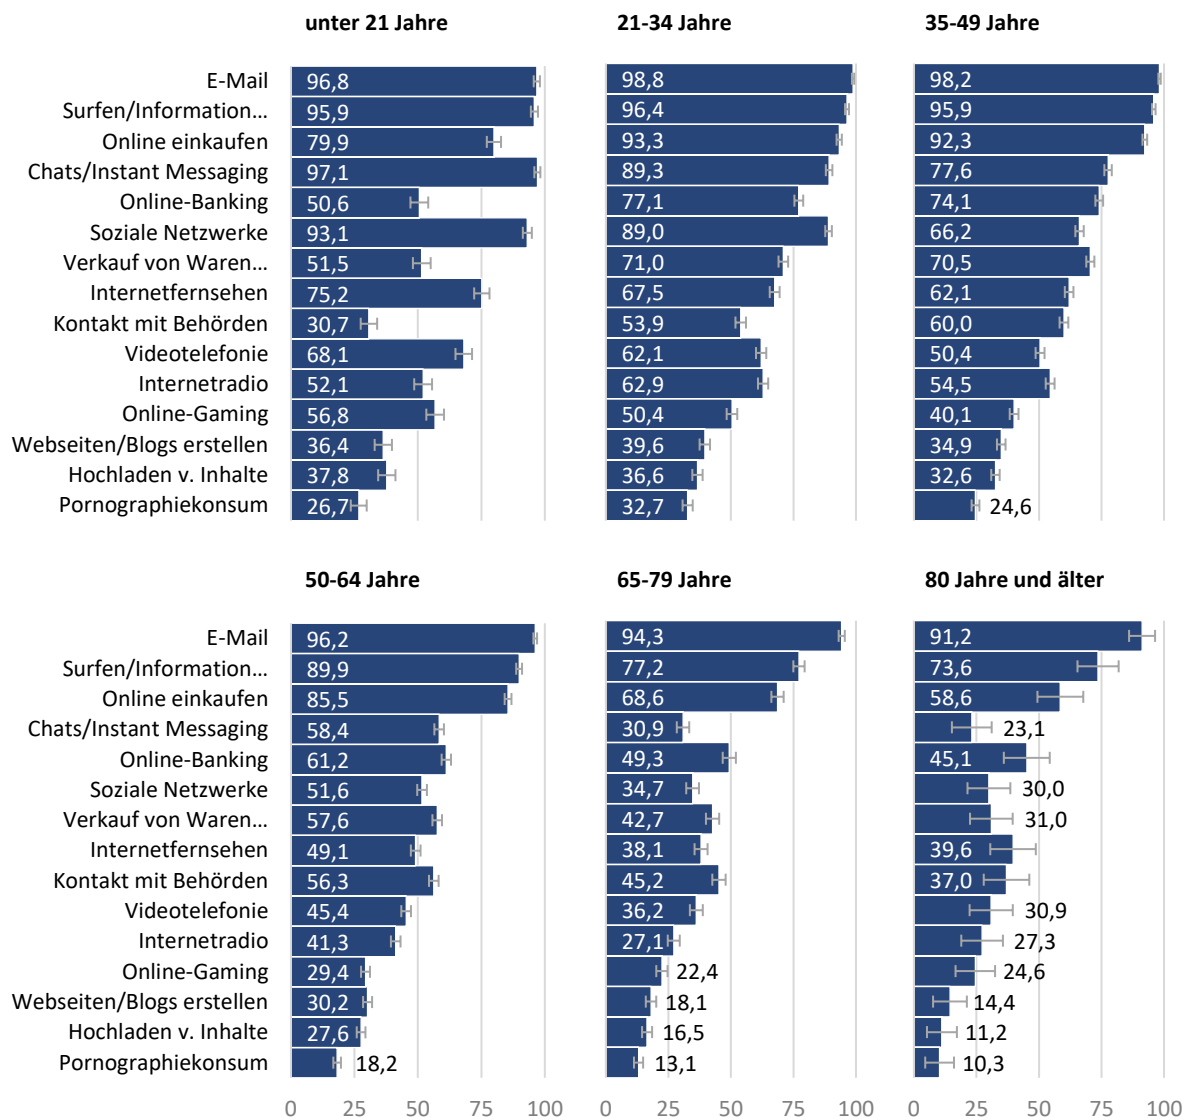 unter 21 Jahre 21-34 Jahre 35-49 Jahre
E-Mail 96,8 98,8 98,2
Surfen/Information... 95,9 96,4 95,9
Online einkaufen 79,9 93,3 92,3
Chats/Instant Messaging 97,1 89,3 77,6
Online-Banking 50,6 77,1 74,1
Soziale Netzwerke 93,1 89,0 66,2
Verkauf von Waren... 51,5 71,0 70,5
Internetfernsehen 75,2 67,5 62,1
Kontakt mit Behörden 30,7 53,9 60,0
Videotelefonie 68,1 62,1 50,4
Internetradio 52,1 62,9 54,5
Online-Gaming 56,8 50,4 40,1
Webseiten/Blogs erstellen 36,4 39,6 34,9
Hochladen v. Inhalte 37,8 36,6 32,6
Pornographiekonsum 26,7 32,7 24,6
50-64 Jahre 65-79 Jahre 80 Jahre und älter
E-Mail 96,2 94,3 91,2
Surfen/Information... 89,9 77,2 73,6
Online einkaufen 85,5 68,6 58,6
Chats/Instant Messaging 58,4 30,9 23,1
Online-Banking 61,2 49,3 45,1
Soziale Netzwerke 51,6 34,7 30,0
Verkauf von Waren... 57,6 42,7 31,0
Internetfernsehen 49,1 38,1 39,6
Kontakt mit Behörden 56,3 45,2 37,0
Videotelefonie 45,4 36,2 30,9
Internetradio 41,3 27,1 27,3
Online-Gaming 29,4 22,4 24,6
Webseiten/Blogs erstellen 30,2 18,1 14,4
Hochladen v. Inhalte 27,6 16,5 11,2
Pornographiekonsum 18,2 13,1 10,3
0 25 50 75 100 0 25 50 75 100 0 25 50 75 100